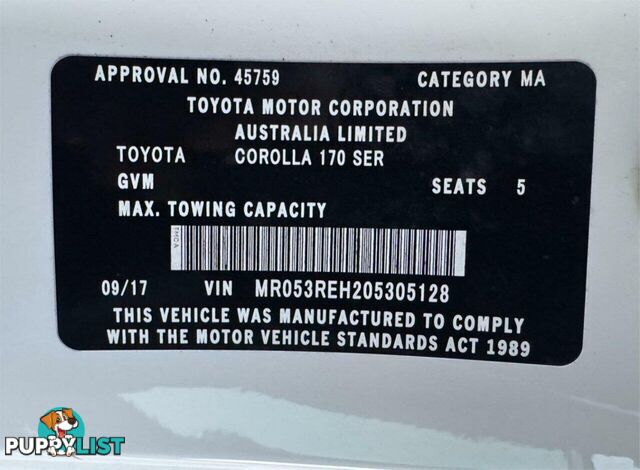 APPROVAL NO. 45759 CATEGORY MA
TOYOTA MOTOR CORPORATION
AUSTRALIA LIMITED
TOYOTA COROLLA 170 SER
GVM SEATS 5
MAX. TOWING CAPACITY
TMCA
09/17 VIN MR053REH205305128
THIS VEHICLE WAS MANUFACTURED TO COMPLY
WITH THE MOTOR VEHICLE STANDARDS ACT 1989
PUPPYLIST